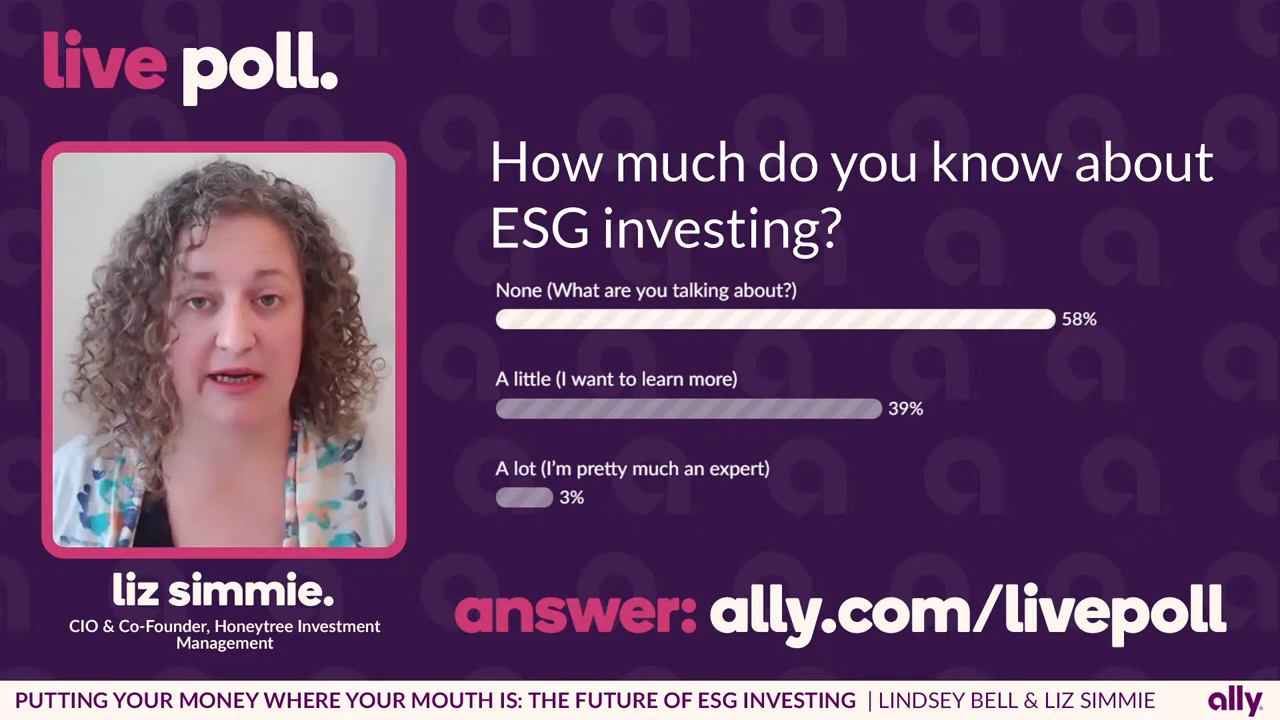 live poll.
How much do you know about
ESG investing?
None (What are you talking about?)
58%
A little (I want to learn more)
39%
A lot (I'm pretty much an expert)
3%
liz simmie.
CIO & Co-Founder, Honeytree Investment
Management
answer: ally.com/livepoll
PUTTING YOUR MONEY WHERE YOUR MOUTH IS: THE FUTURE OF ESG INVESTING | LINDSEY BELL & LIZ SIMMIE
ally